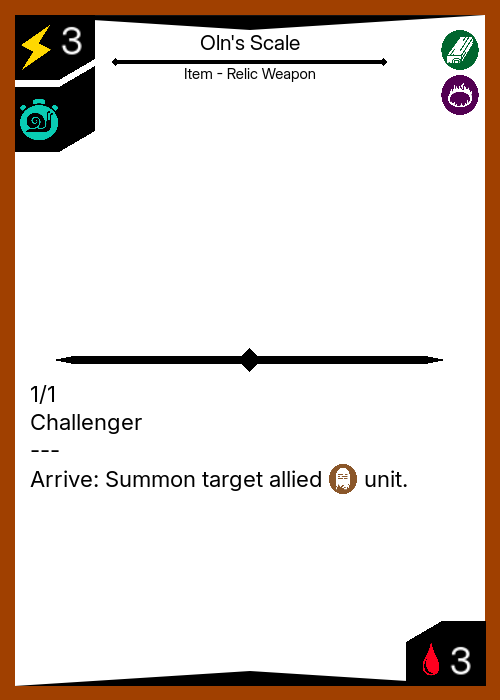 3
Oln's Scale
Item - Relic Weapon
1/1
Challenger
---
Arrive: Summon target allied unit.
3